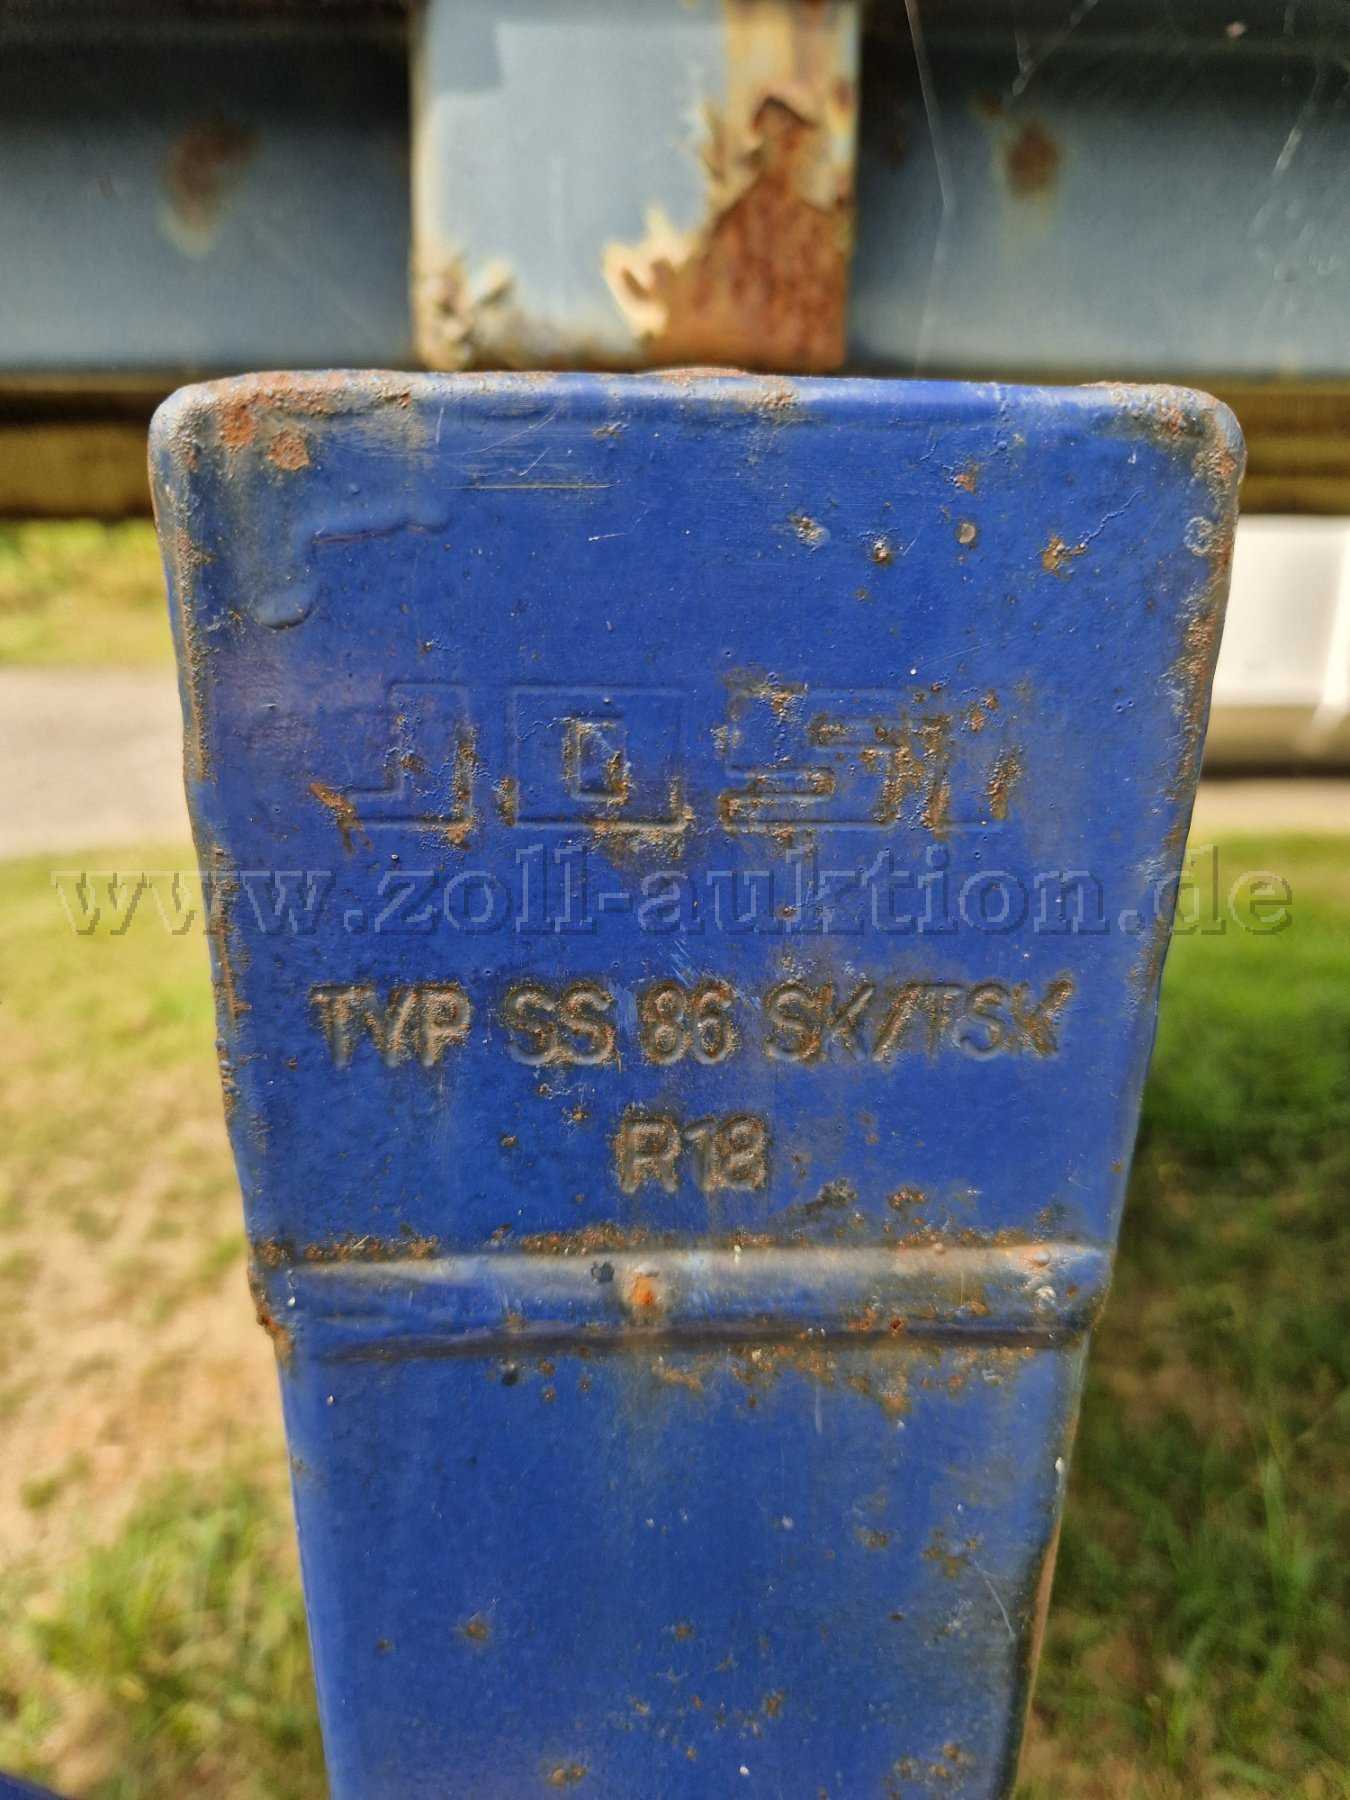 JOST
www.zoll-auktion.de
TYP SS 86 SK/TSK
R18